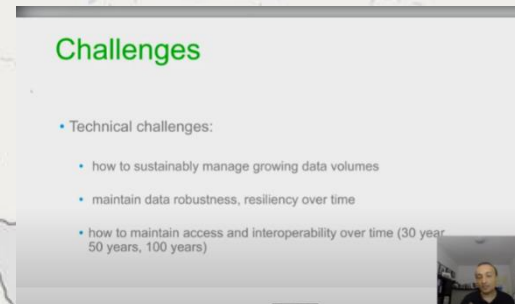 Challenges
• Technical challenges:
• how to sustainably manage growing data volumes
• maintain data robustness, resiliency over time
• how to maintain access and interoperability over time (30 year
50 years, 100 years)